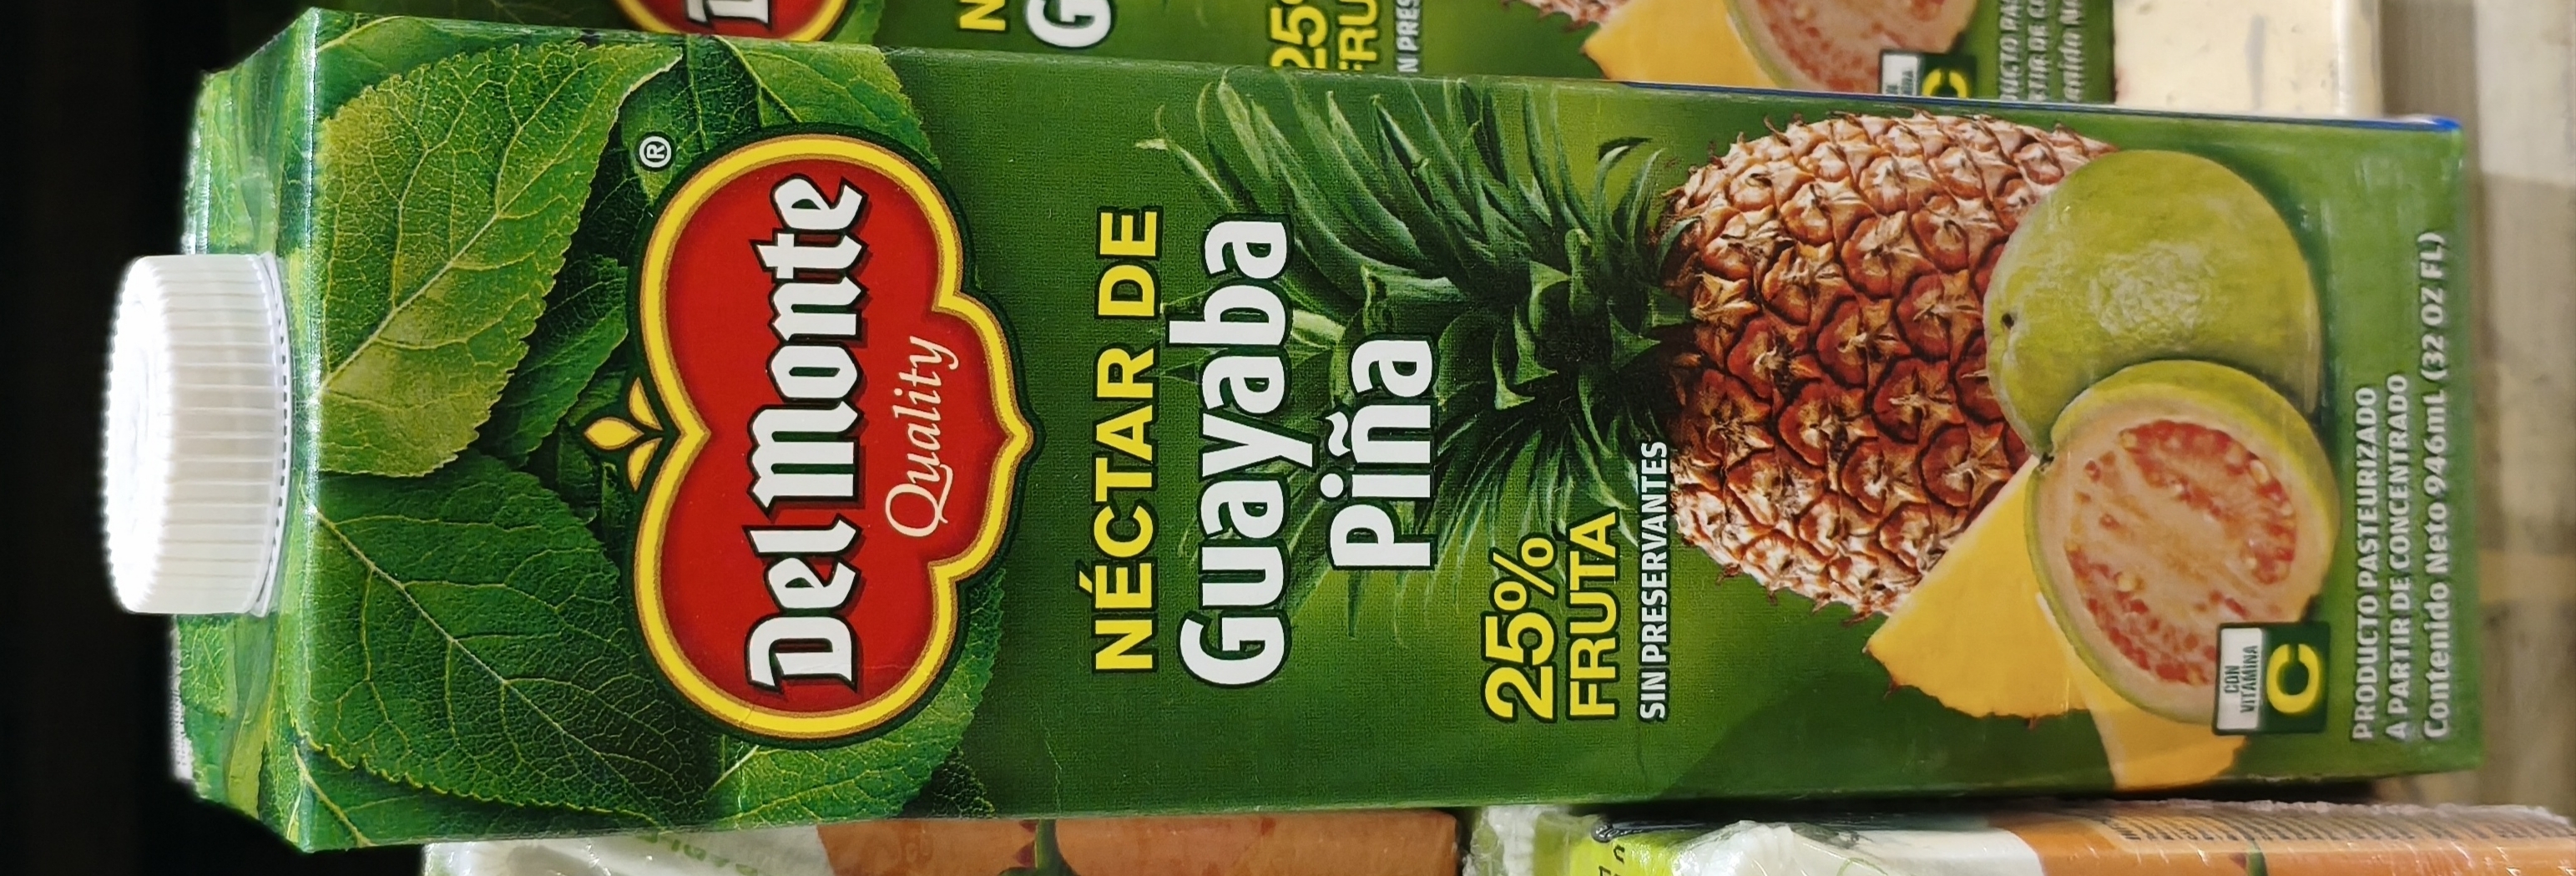 ®
Del Monte
Quality
NÉCTAR DE
Guayaba
Piña
25%
FRUTA
SIN PRESERVANTES
CON
VITAMINA
C
PRODUCTO PASTEURIZADO
A PARTIR DE CONCENTRADO
Contenido Neto 946mL (32 OZ FL)